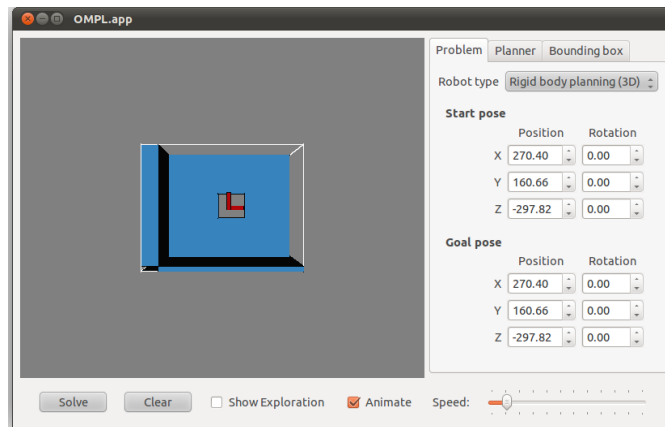 OMPL.app
Problem Planner Bounding box
Robot type Rigid body planning (3D)
Start pose
Position Rotation
X 270.40 0.00
Y 160.66 0.00
Z -297.82 0.00
Goal pose
Position Rotation
X 270.40 0.00
Y 160.66 0.00
Z -297.82 0.00
Solve Clear Show Exploration Animate Speed: